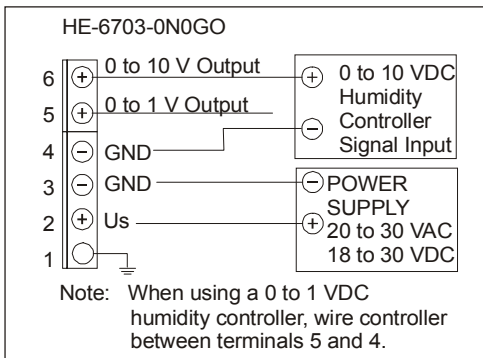 HE-6703-0N0GO
6 + 0 to 10 V Output
5 + 0 to 1 V Output
4 − GND
3 − GND
2 + Us
1
+ 0 to 10 VDC
Humidity
− Controller
Signal Input
− POWER
SUPPLY
+ 20 to 30 VAC
18 to 30 VDC
Note: When using a 0 to 1 VDC
humidity controller, wire controller
between terminals 5 and 4.